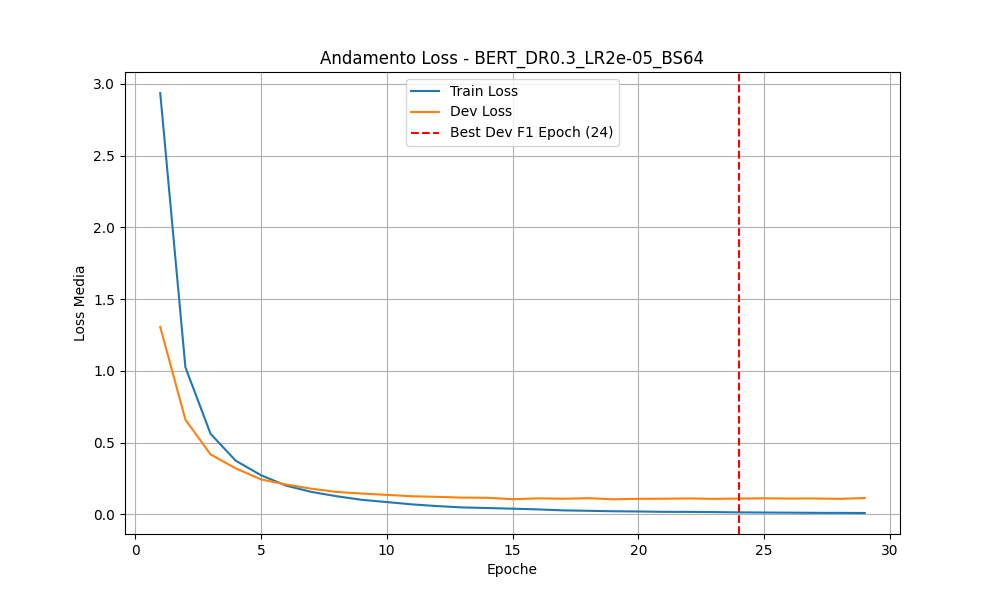 Andamento Loss - BERT_DR0.3_LR2e-05_BS64
Train Loss
Dev Loss
Best Dev F1 Epoch (24)
Loss Media
3.0
2.5
2.0
1.5
1.0
0.5
0.0
0 5 10 15 20 25 30
Epoche